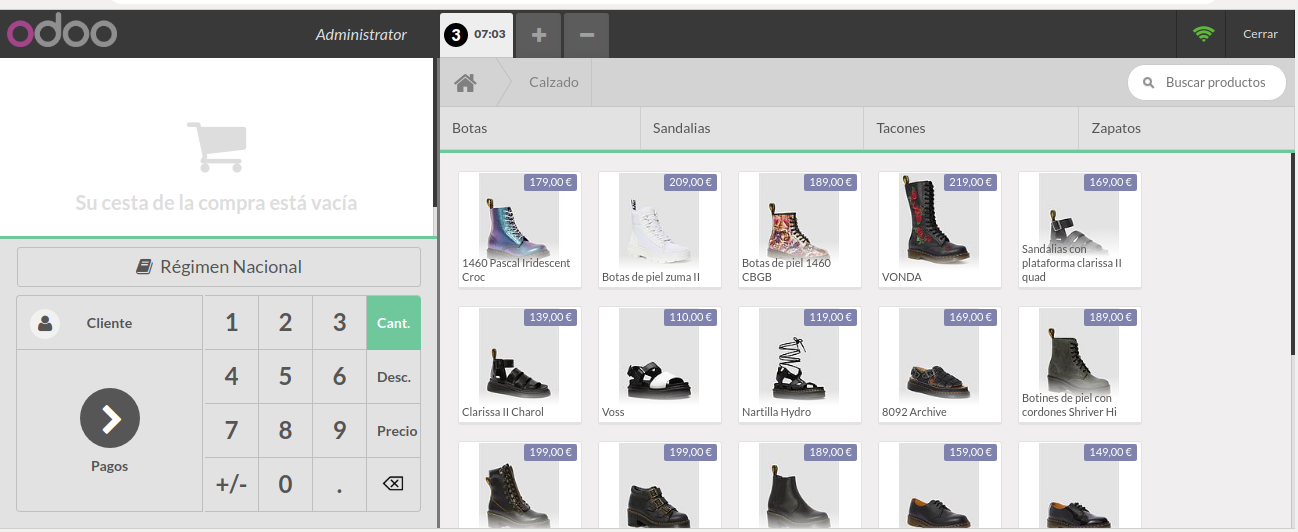 odoo
Administrator
3 07:03
Cerrar
Calzado
Buscar productos
Botas
Sandalias
Tacones
Zapatos
Su cesta de la compra está vacía
Régimen Nacional
Cliente
1 2 3 Cant.
4 5 6 Desc.
7 8 9 Precio
+/- 0 .
Pagos
179,00 €
1460 Pascal Iridescent
Croc
209,00 €
Botas de piel zuma II
189,00 €
Botas de piel 1460
CBGB
219,00 €
VONDA
169,00 €
Sandalias con
plataforma clarissa II
quad
139,00 €
Clarissa II Charol
110,00 €
Voss
119,00 €
Nartilla Hydro
169,00 €
8092 Archive
189,00 €
Botines de piel con
cordones Shriver Hi
199,00 €
199,00 €
189,00 €
159,00 €
149,00 €